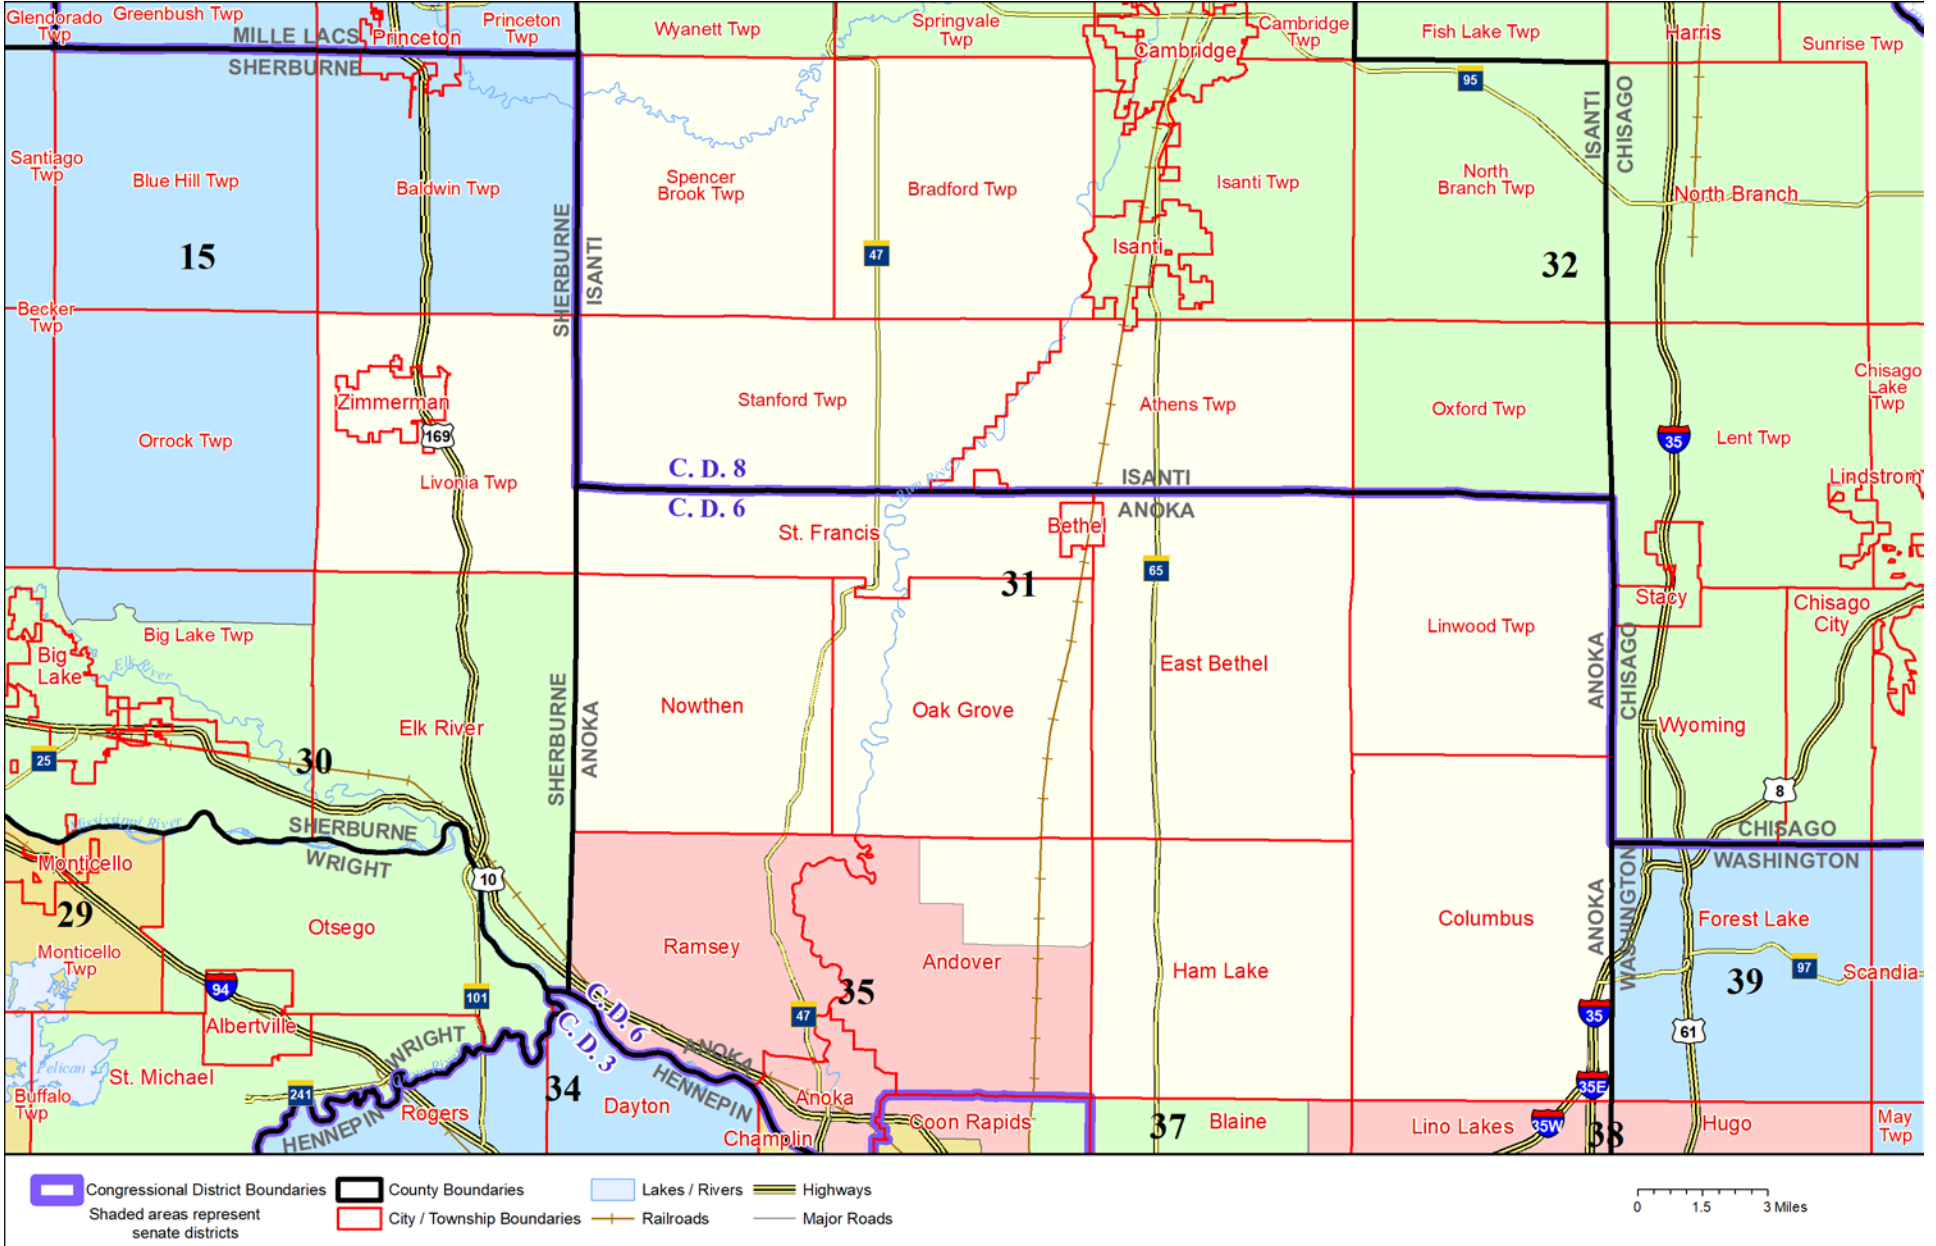 Glendorado
Twp
Greenbush Twp
Princeton
Princeton
Twp
Wyanett Twp
Springvale
Twp
Cambridge
Cambridge
Twp
Fish Lake Twp
Harris
Sunrise Twp
MILLE LACS
SHERBURNE
95
ISANTI
CHISAGO
Santiago
Twp
Blue Hill Twp
Baldwin Twp
Spencer
Brook Twp
Bradford Twp
Isanti Twp
North
Branch Twp
North Branch
15
SHERBURNE
ISANTI
47
Isanti
32
Becker
Twp
Zimmerman
169
Orrock Twp
Livonia Twp
Stanford Twp
Athens Twp
Oxford Twp
35
Lent Twp
Chisago
Lake
Twp
Lindstrom
C. D. 8
C. D. 6
Rum River
ISANTI
ANOKA
St. Francis
Bethel
31
65
Stacy
Chisago
City
Big Lake Twp
Big
Lake
Elk River
Linwood Twp
East Bethel
ANOKA
CHISAGO
Nowthen
Oak Grove
Elk River
SHERBURNE
ANOKA
Wyoming
25
30
8
Mississippi River
SHERBURNE
WRIGHT
CHISAGO
WASHINGTON
Monticello
10
29
Otsego
Monticello
Twp
Ramsey
Andover
35
Ham Lake
Columbus
ANOKA
WASHINGTON
Forest Lake
39
97
Scandia
94
101
47
35
61
C. D. 6
C. D. 3
Albertville
WRIGHT
ANOKA
HENNEPIN
Pelican
St. Michael
Buffalo
Twp
241
HENNEPIN
Rogers
34
Dayton
Anoka
Champlin
Coon Rapids
37
Blaine
35E
Lino Lakes
35W
38
Hugo
May
Twp
Congressional District Boundaries
Shaded areas represent
senate districts
County Boundaries
City / Township Boundaries
Lakes / Rivers
Railroads
Highways
Major Roads
0 1.5 3 Miles